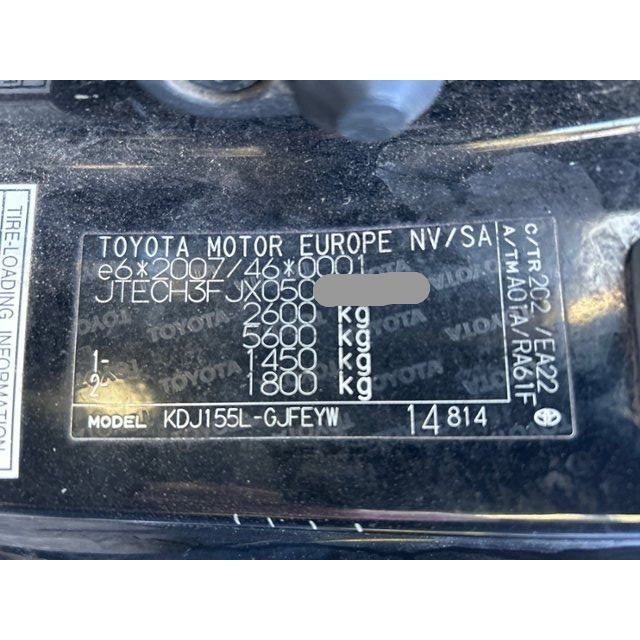 TOYOTA MOTOR EUROPE NV/SA
e6*2007/46*0001
JTECH3FJX050
2600 kg
5600 kg
1- 1450 kg
2- 1800 kg
MODEL KDJ155L-GJFEYW 14 814
C/TR 202 /EA22
A/TM A01A/RA61F
TIRE-LOADING INFORMATION